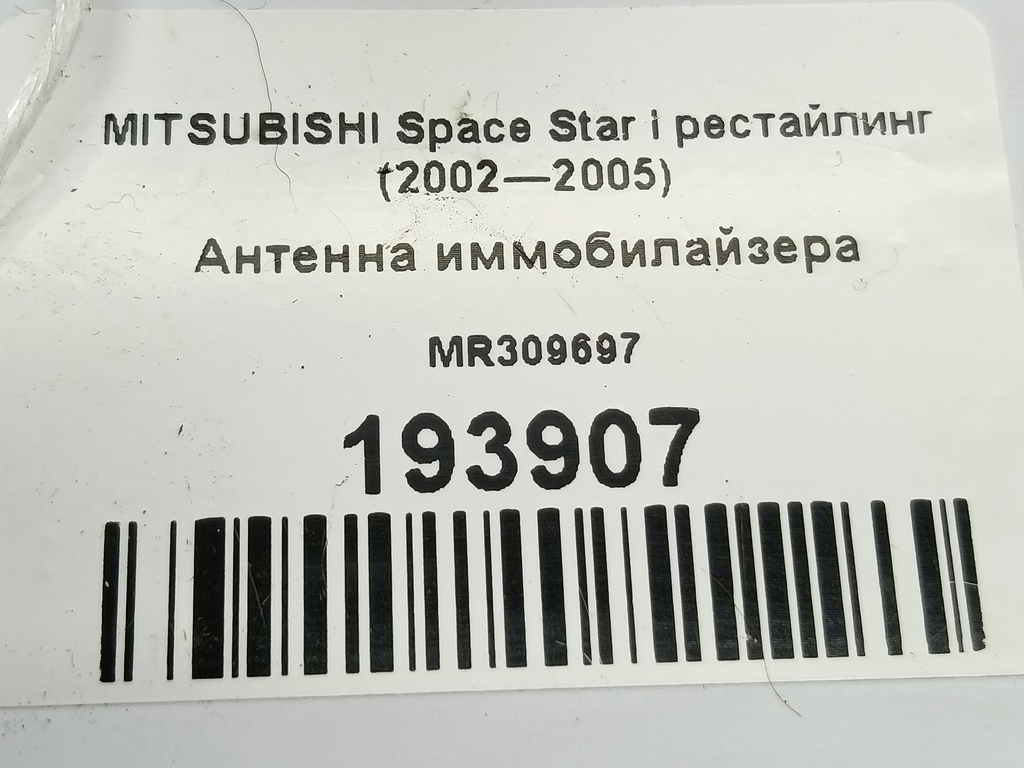 MITSUBISHI Space Star i рестайлинг
(2002—2005)
Антенна иммобилайзера
MR309697
193907